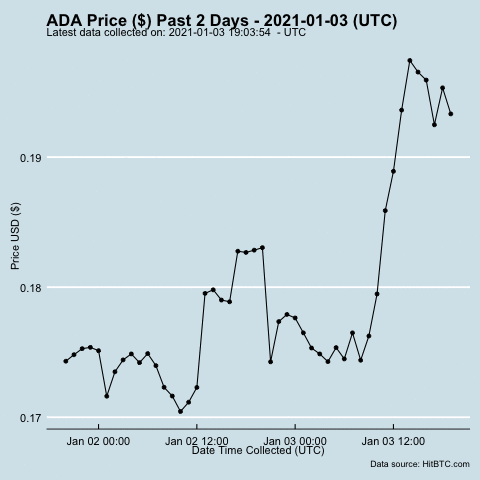 ADA Price ($) Past 2 Days - 2021-01-03 (UTC)
Latest data collected on: 2021-01-03 19:03:54 - UTC
Price USD ($)
0.19
0.18
0.17
Jan 02 00:00 Jan 02 12:00 Jan 03 00:00 Jan 03 12:00
Date Time Collected (UTC)
Data source: HitBTC.com